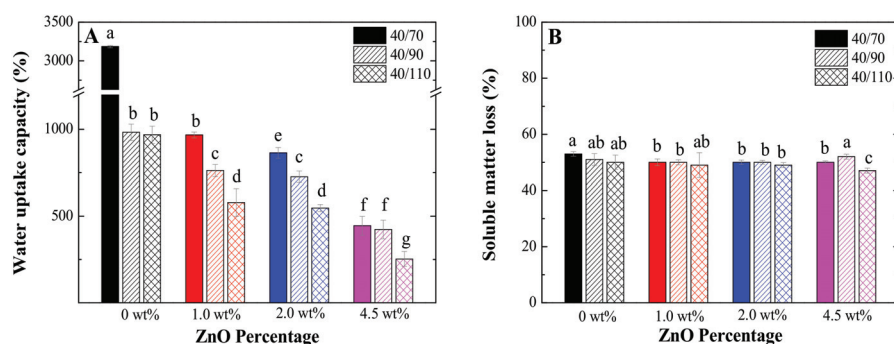 A
a
40/70
40/90
40/110
3500
3000
1000
500
b b b
c
d
e
c
d
f f
g
0 wt% 1.0 wt% 2.0 wt% 4.5 wt%
ZnO Percentage
Water uptake capacity (%)
B
40/70
40/90
40/110
100
80
60
40
20
0
a ab ab b b ab b b b b a c
0 wt% 1.0 wt% 2.0 wt% 4.5 wt%
ZnO Percentage
Soluble matter loss (%)